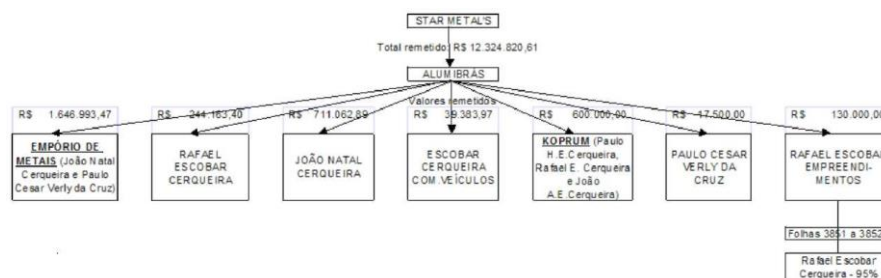 STAR METAL'S
Total remetido: R$ 12.324.820,61
ALUMIBRÁS
Valores remetidos
R$ 1.646.993,47
R$ 244.163,40
R$ 711.062,89
R$ 39.383,97
R$ 600.000,00
R$ 17.500,00
R$ 130.000,00
EMPÓRIO DE
METAIS (João Natal
Cerqueira e Paulo
Cesar Verly da Cruz)
RAFAEL
ESCOBAR
CERQUEIRA
JOÃO NATAL
CERQUEIRA
ESCOBAR
CERQUEIRA
COM.VEÍCULOS
KOPRUM (Paulo
H.E.Cerqueira,
Rafael E. Cerqueira
e João
A.E.Cerqueira)
PAULO CESAR
VERLY DA
CRUZ
RAFAEL ESCOBAR
EMPREENDI-
MENTOS
Folhas 3851 a 3852
Rafael Escobar
Cerqueira - 95%